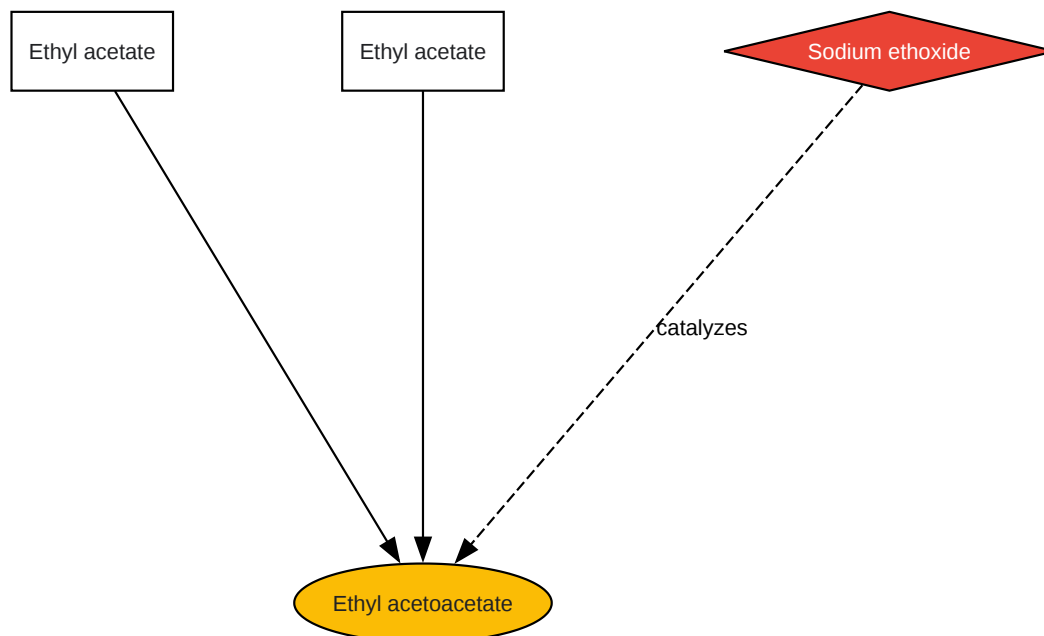 Ethyl acetate
Ethyl acetate
Sodium ethoxide
catalyzes
Ethyl acetoacetate